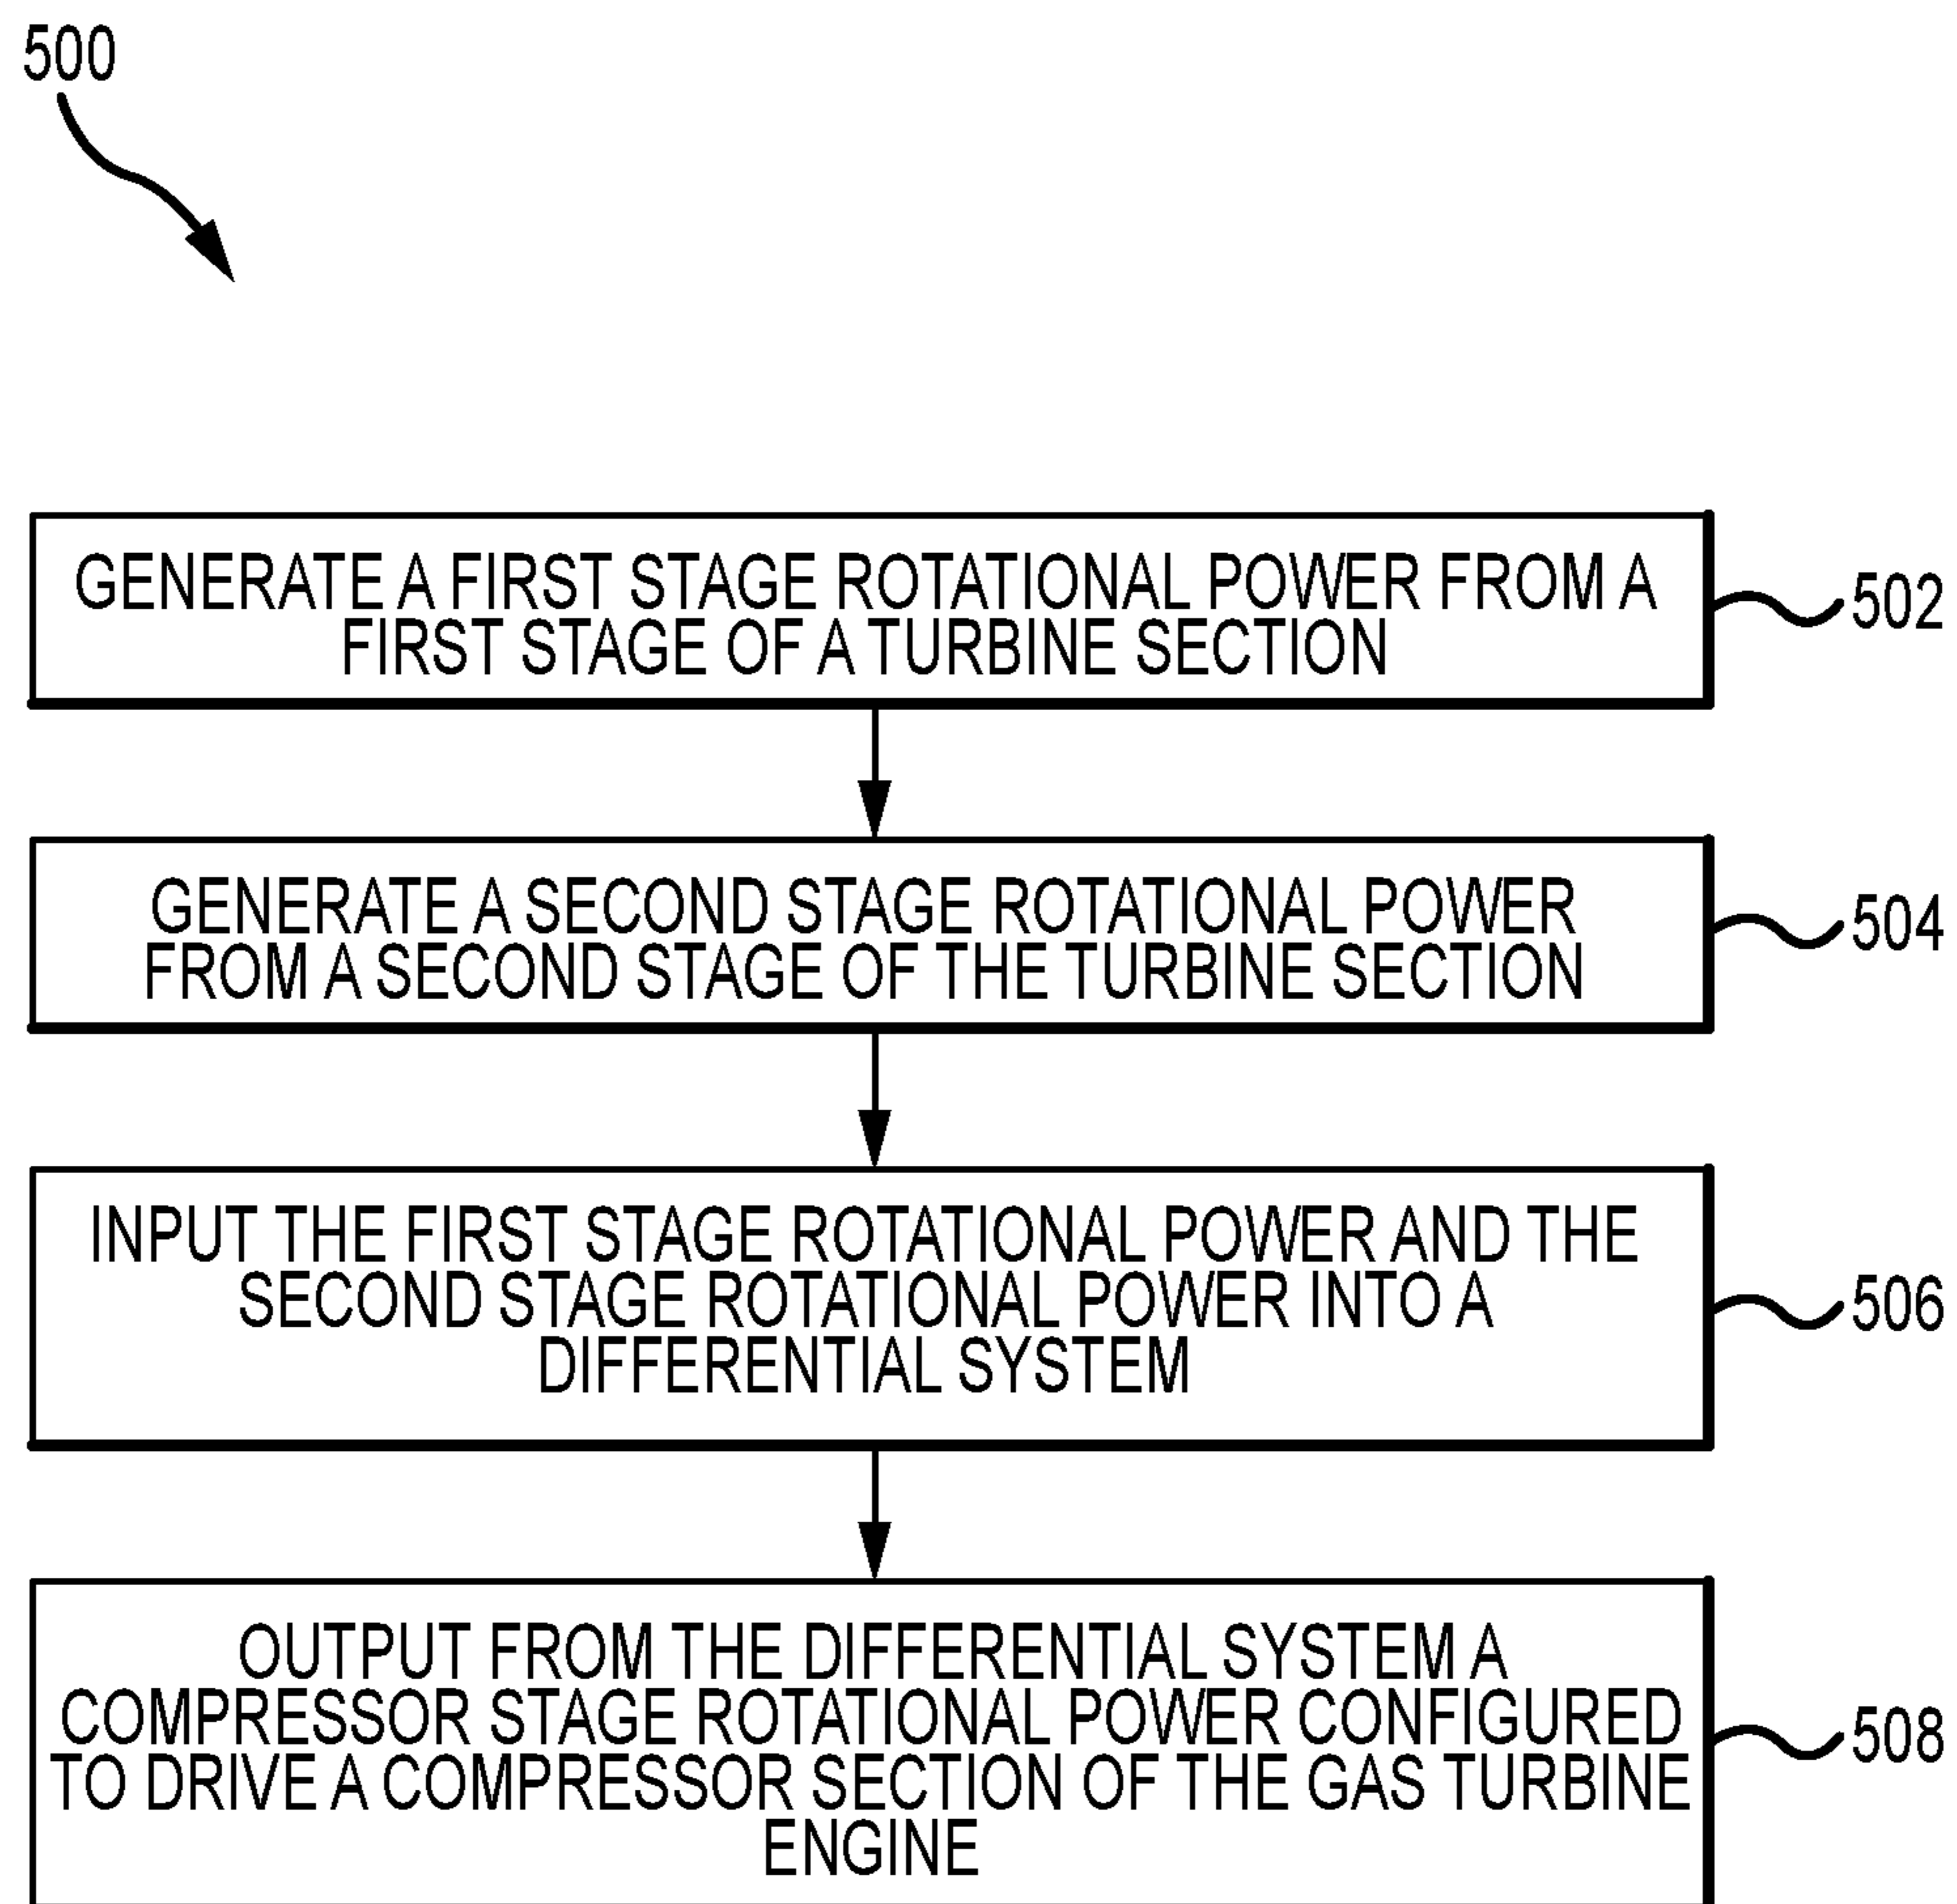 500
GENERATE A FIRST STAGE ROTATIONAL POWER FROM A
FIRST STAGE OF A TURBINE SECTION
502
GENERATE A SECOND STAGE ROTATIONAL POWER
FROM A SECOND STAGE OF THE TURBINE SECTION
504
INPUT THE FIRST STAGE ROTATIONAL POWER AND THE
SECOND STAGE ROTATIONAL POWER INTO A
DIFFERENTIAL SYSTEM
506
OUTPUT FROM THE DIFFERENTIAL SYSTEM A
COMPRESSOR STAGE ROTATIONAL POWER CONFIGURED
TO DRIVE A COMPRESSOR SECTION OF THE GAS TURBINE
ENGINE
508